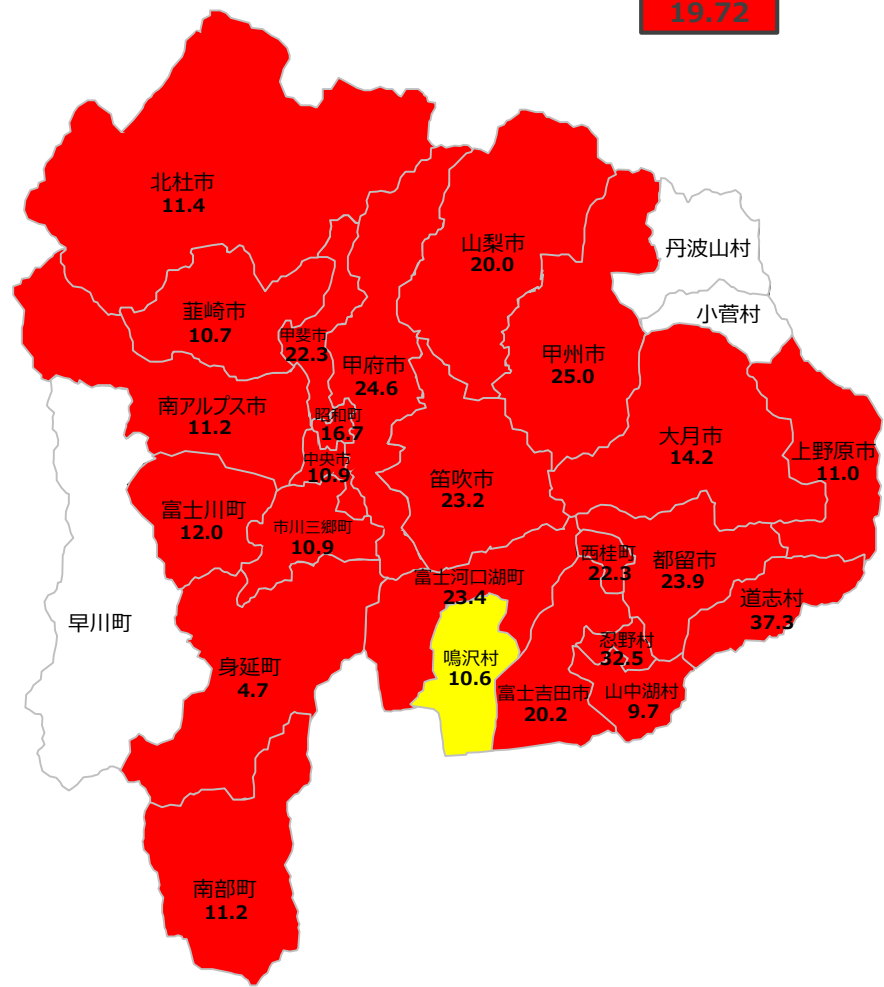 19.72
北杜市
11.4
山梨市
20.0
丹波山村
小菅村
韮崎市
10.7
甲斐市
22.3
甲府市
24.6
甲州市
25.0
南アルプス市
11.2
昭和町
16.7
大月市
14.2
上野原市
11.0
中央市
10.9
笛吹市
23.2
富士川町
12.0
市川三郷町
10.9
西桂町
22.3
都留市
23.9
富士河口湖町
23.4
道志村
37.3
早川町
忍野村
32.5
身延町
4.7
鳴沢村
10.6
富士吉田市
20.2
山中湖村
9.7
南部町
11.2